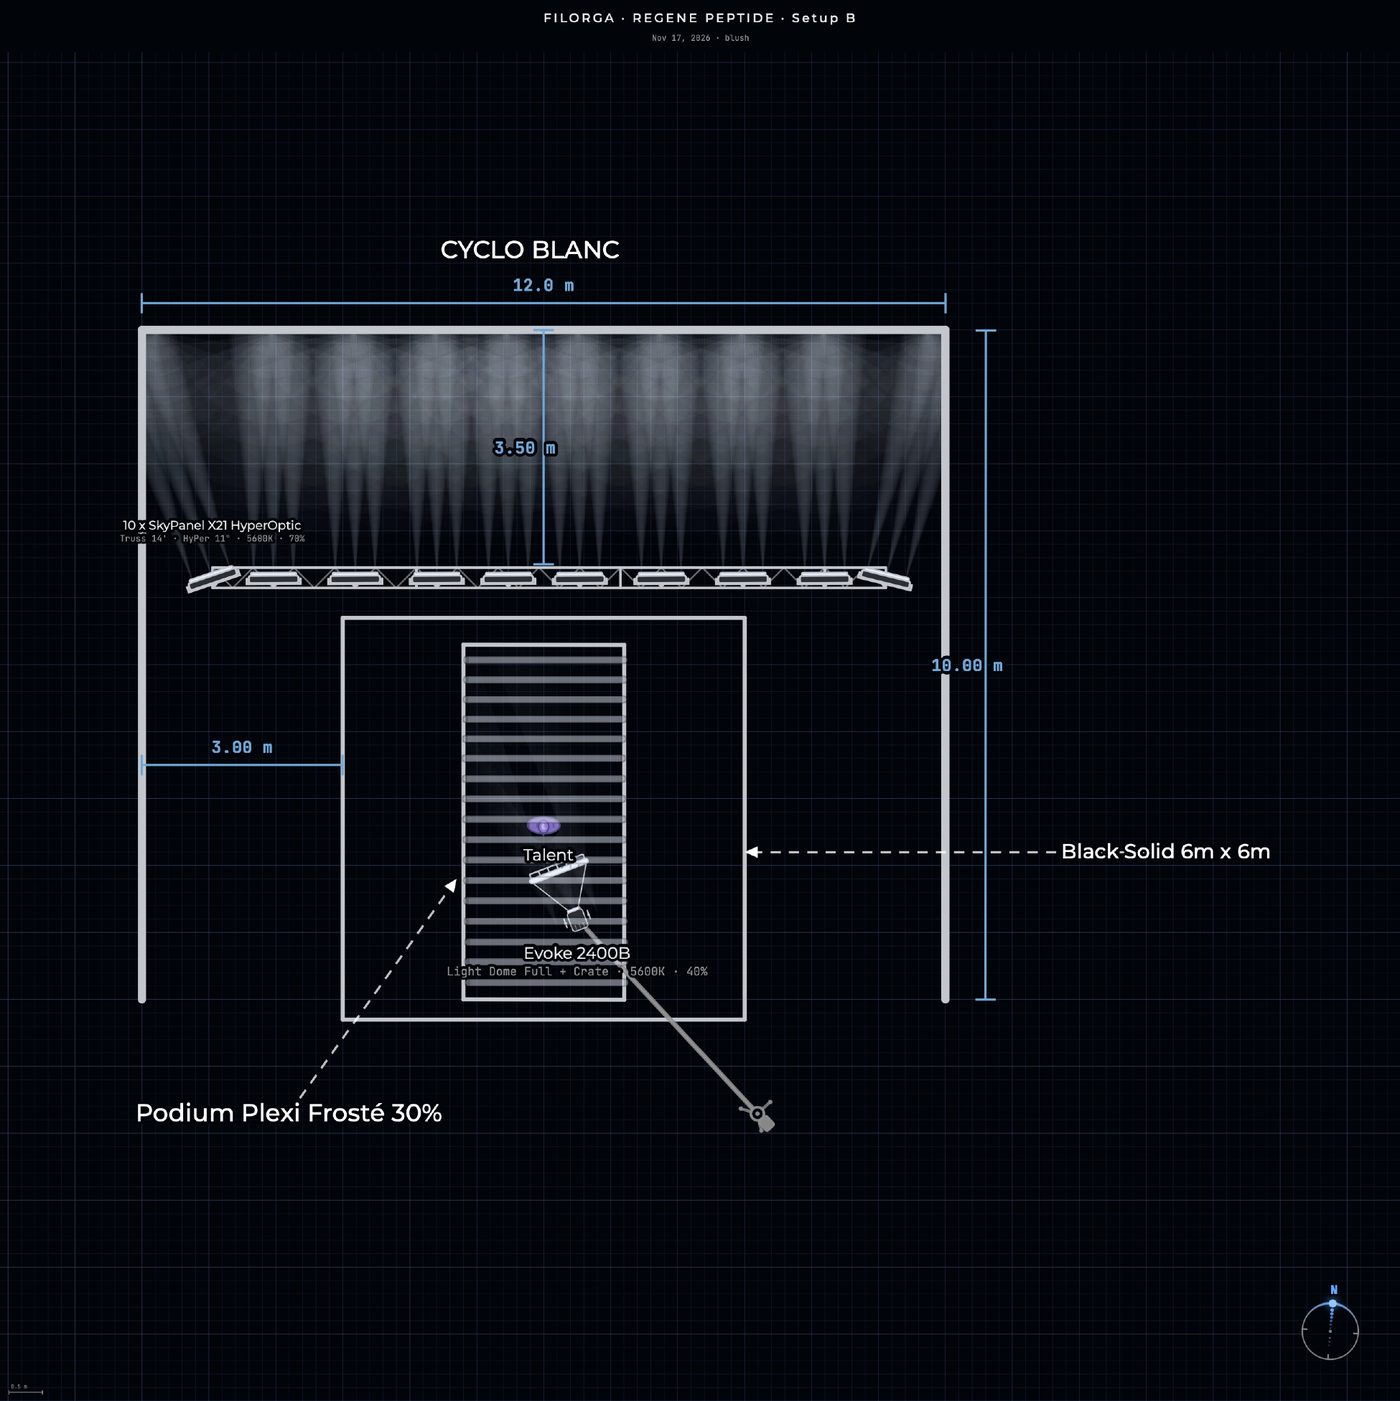 FILORGA · REGENE PEPTIDE · Setup B
Nov 17, 2026 · blush
CYCLO BLANC
12.0 m
3.50 m
10 x SkyPanel X21 HyperOptic
Truss 14' · HyPer 11° · 5600K · 70%
10.00 m
3.00 m
Talent
Black Solid 6m x 6m
Evoke 2400B
Light Dome Full + Crate · 5600K · 40%
Podium Plexi Frosté 30%
N
0.5 m